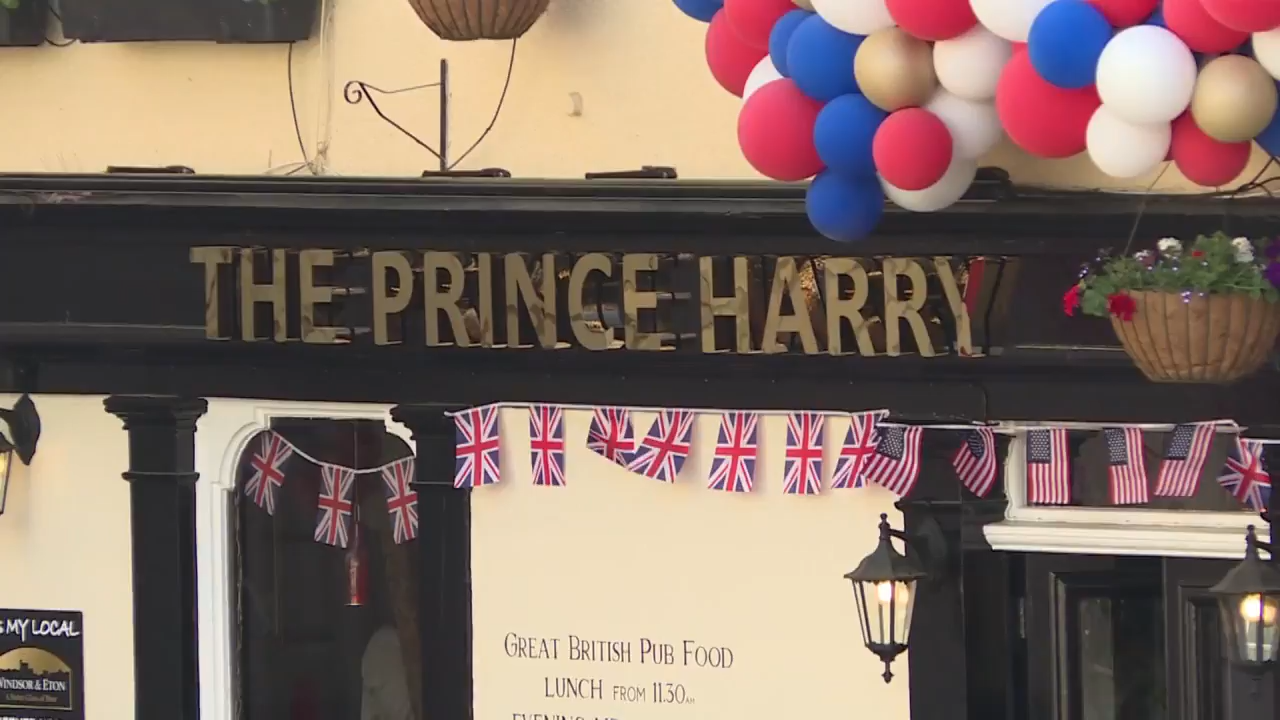 THE PRINCE HARRY
MY LOCAL
WINDSOR & ETON
GREAT BRITISH PUB FOOD
LUNCH FROM 11.30AM